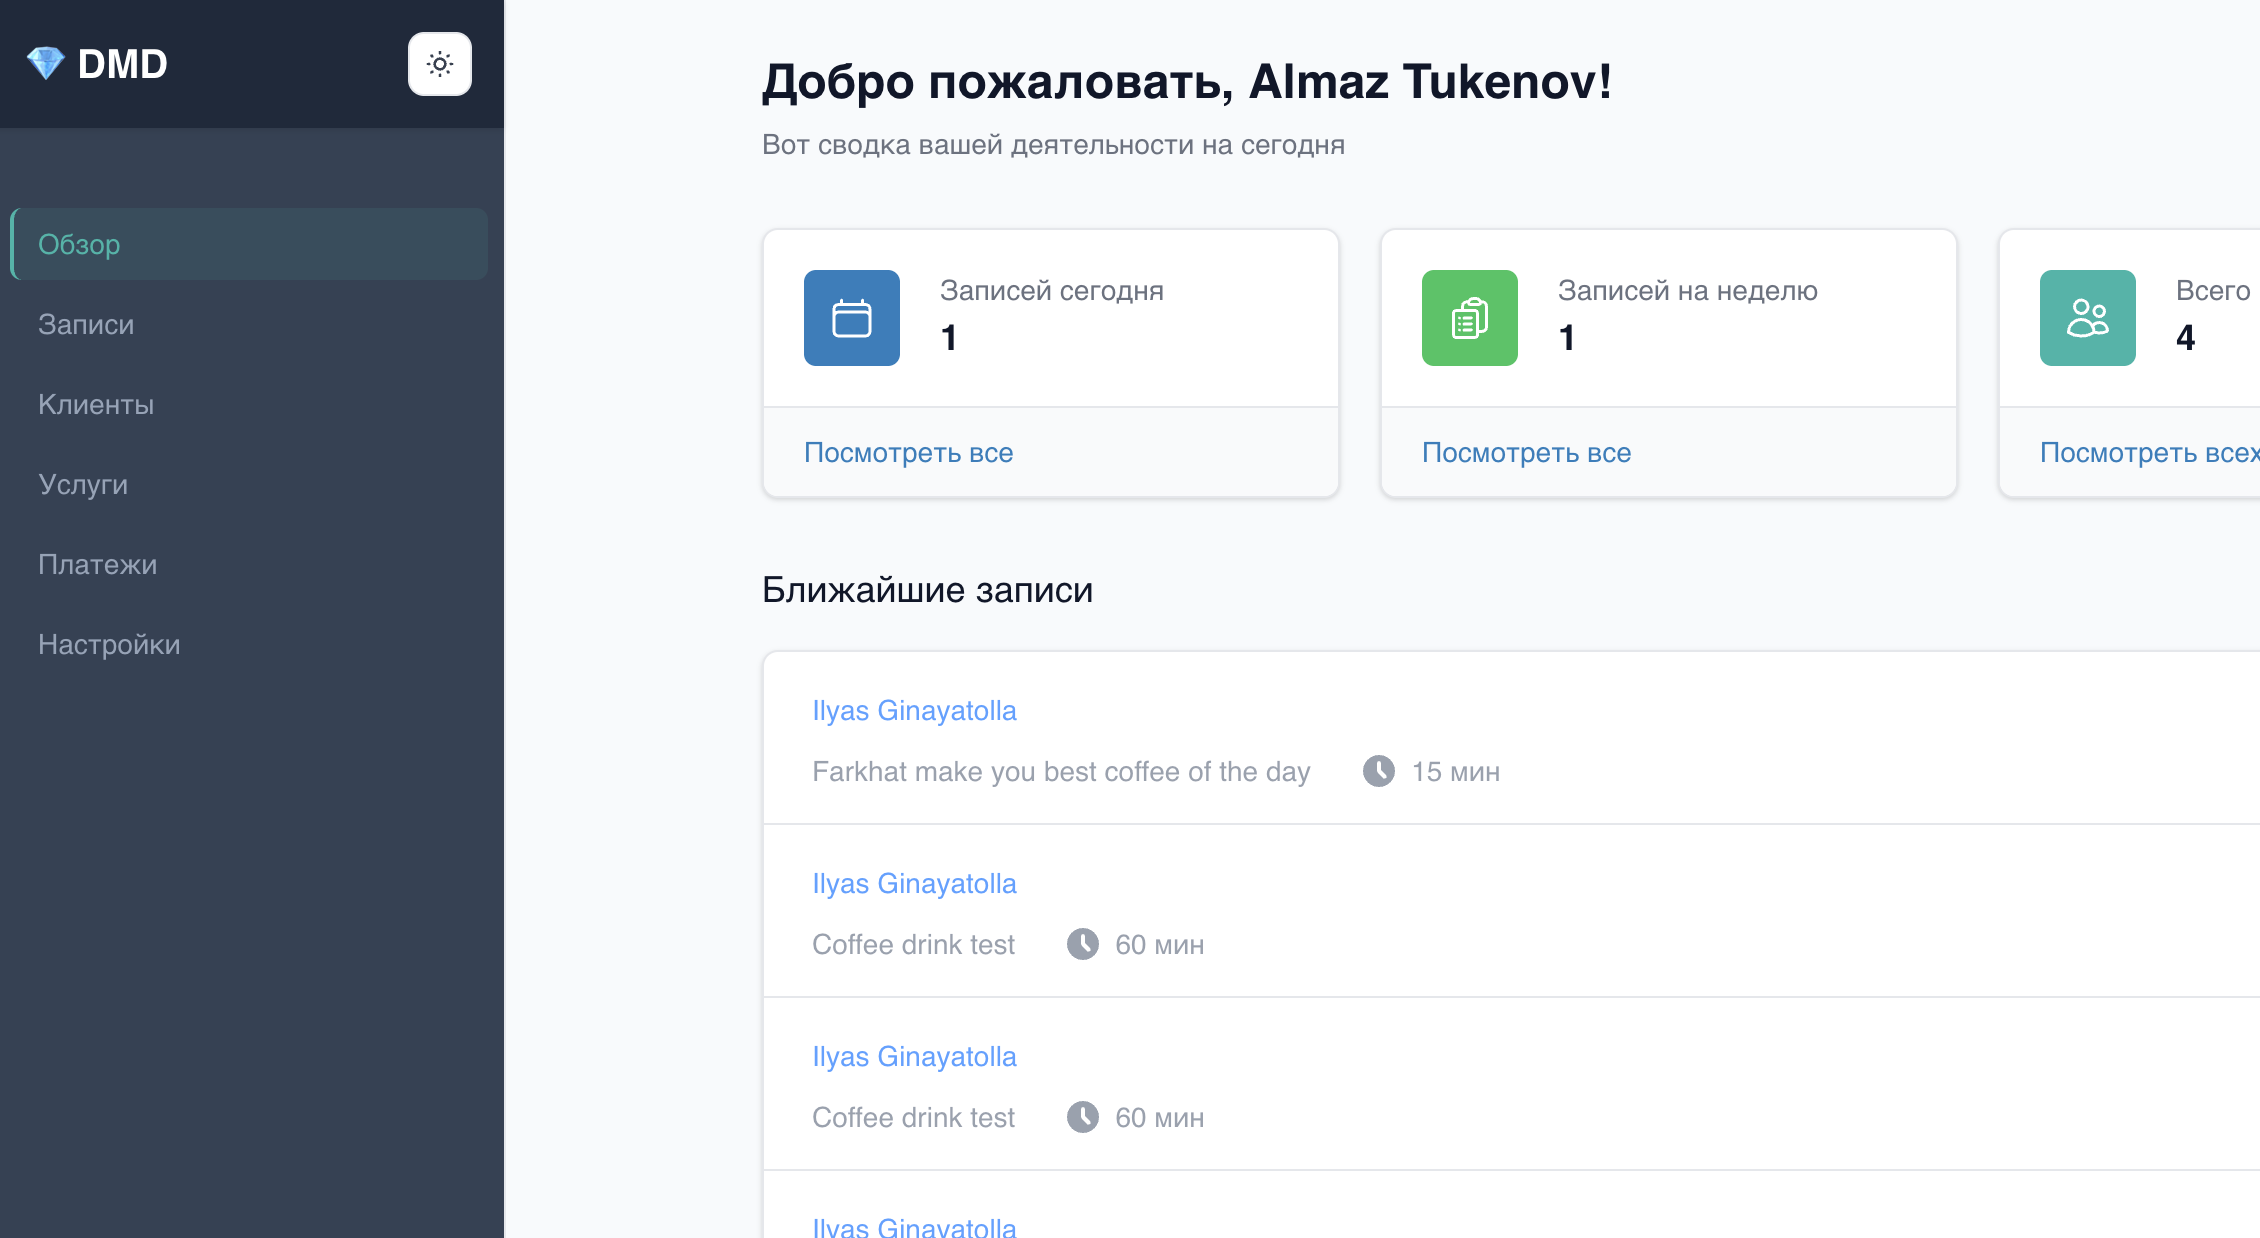 DMD
Обзор
Записи
Клиенты
Услуги
Платежи
Настройки
Добро пожаловать, Almaz Tukenov!
Вот сводка вашей деятельности на сегодня
Записей сегодня
1
Посмотреть все
Записей на неделю
1
Посмотреть все
Всего
4
Посмотреть всех
Ближайшие записи
Ilyas Ginayatolla
Farkhat make you best coffee of the day 15 мин
Ilyas Ginayatolla
Coffee drink test 60 мин
Ilyas Ginayatolla
Coffee drink test 60 мин
Ilyas Ginayatolla